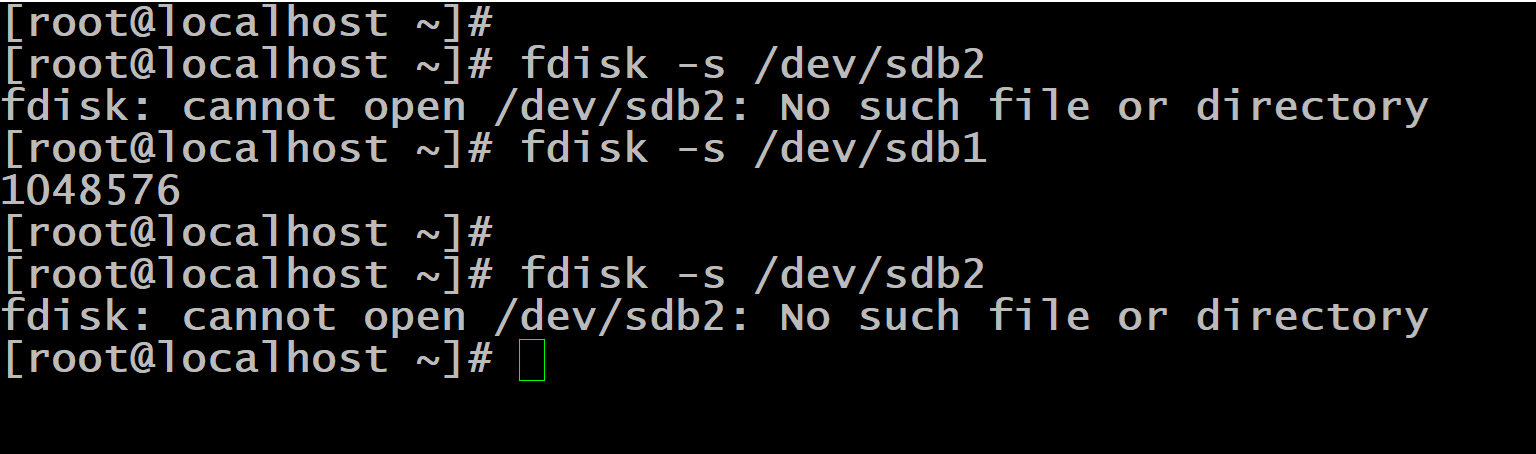 [root@localhost ~]#
[root@localhost ~]# fdisk -s /dev/sdb2
fdisk: cannot open /dev/sdb2: No such file or directory
[root@localhost ~]# fdisk -s /dev/sdb1
1048576
[root@localhost ~]#
[root@localhost ~]# fdisk -s /dev/sdb2
fdisk: cannot open /dev/sdb2: No such file or directory
[root@localhost ~]#